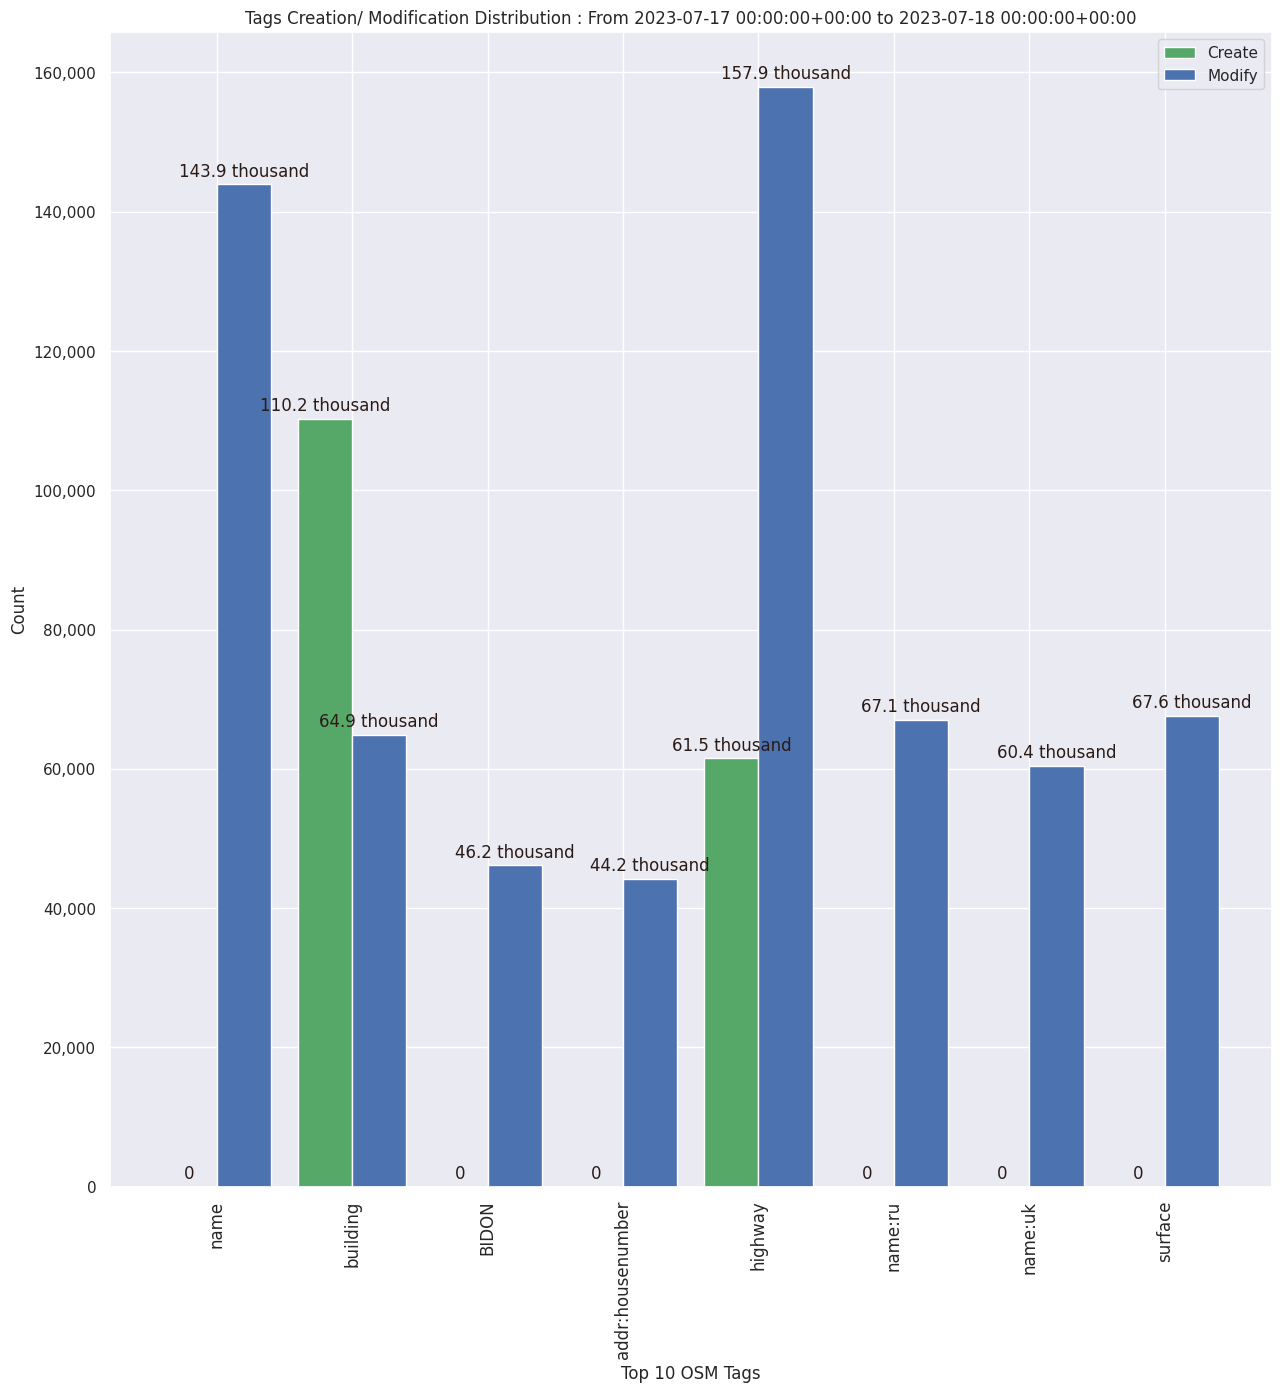 Tags Creation/ Modification Distribution : From 2023-07-17 00:00:00+00:00 to 2023-07-18 00:00:00+00:00
Create
Modify
160,000
140,000
120,000
100,000
80,000
60,000
40,000
20,000
0
Count
157.9 thousand
143.9 thousand
110.2 thousand
64.9 thousand
61.5 thousand
67.1 thousand
67.6 thousand
60.4 thousand
46.2 thousand
44.2 thousand
0
0
0
0
0
0
name
building
BIDON
addr:housenumber
highway
name:ru
name:uk
surface
Top 10 OSM Tags